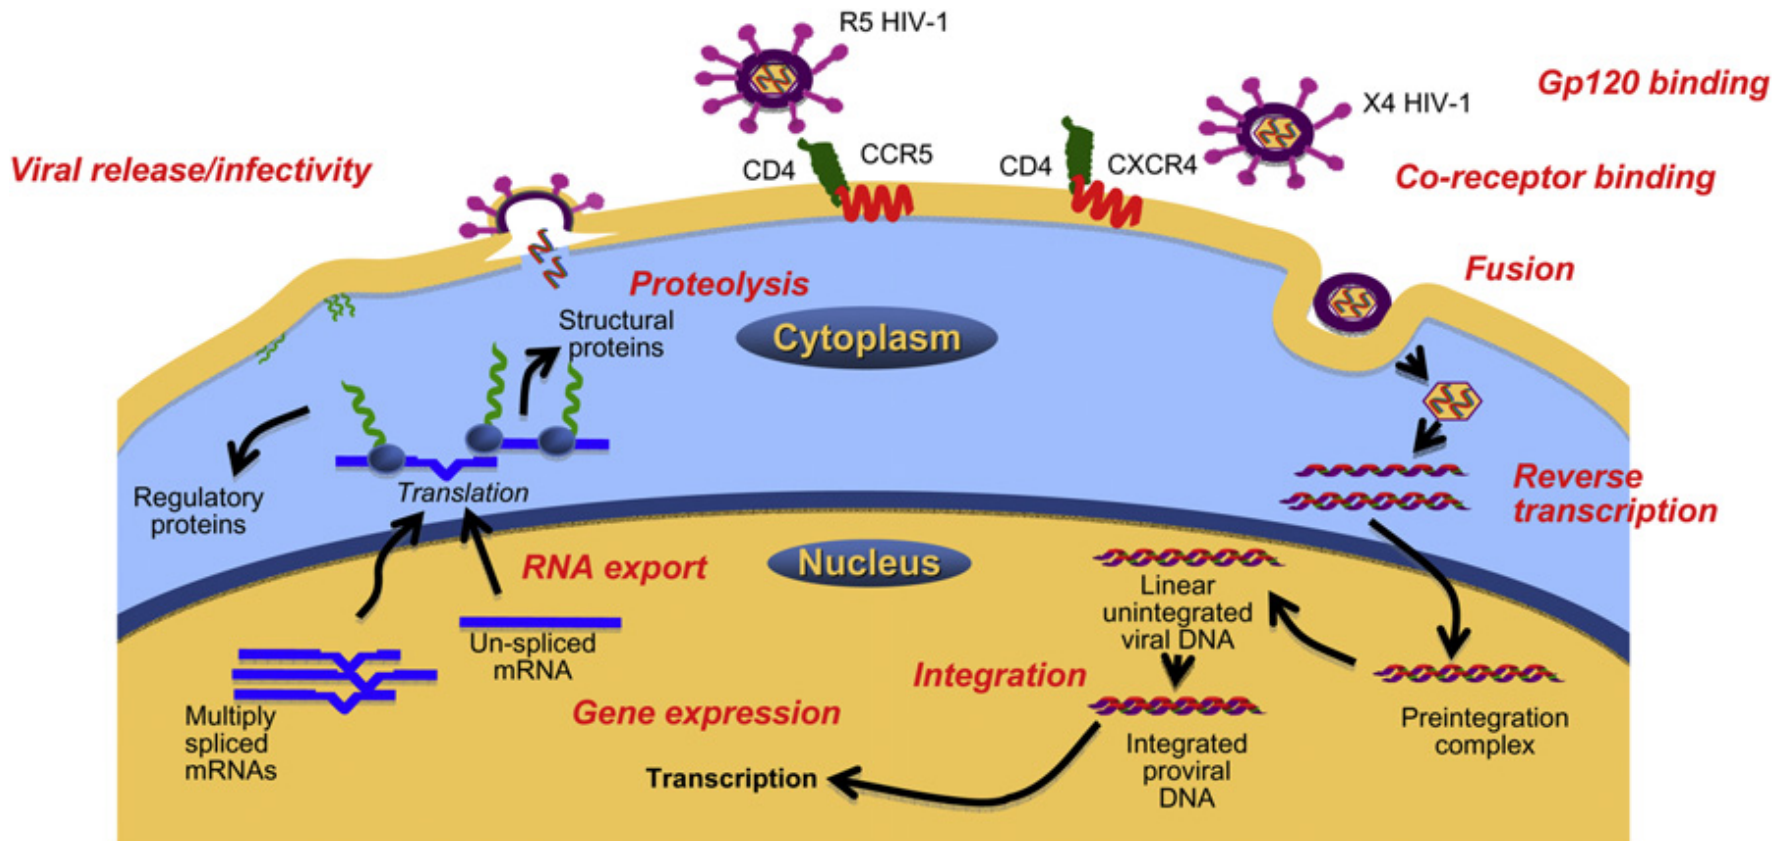 R5 HIV-1
Gp120 binding
X4 HIV-1
Viral release/infectivity
CD4
CCR5
CD4
CXCR4
Co-receptor binding
Fusion
Proteolysis
Structural
proteins
Cytoplasm
Regulatory
proteins
Translation
Reverse
transcription
RNA export
Nucleus
Linear
unintegrated
viral DNA
Un-spliced
mRNA
Integration
Gene expression
Multiply
spliced
mRNAs
Preintegration
complex
Integrated
proviral
DNA
Transcription